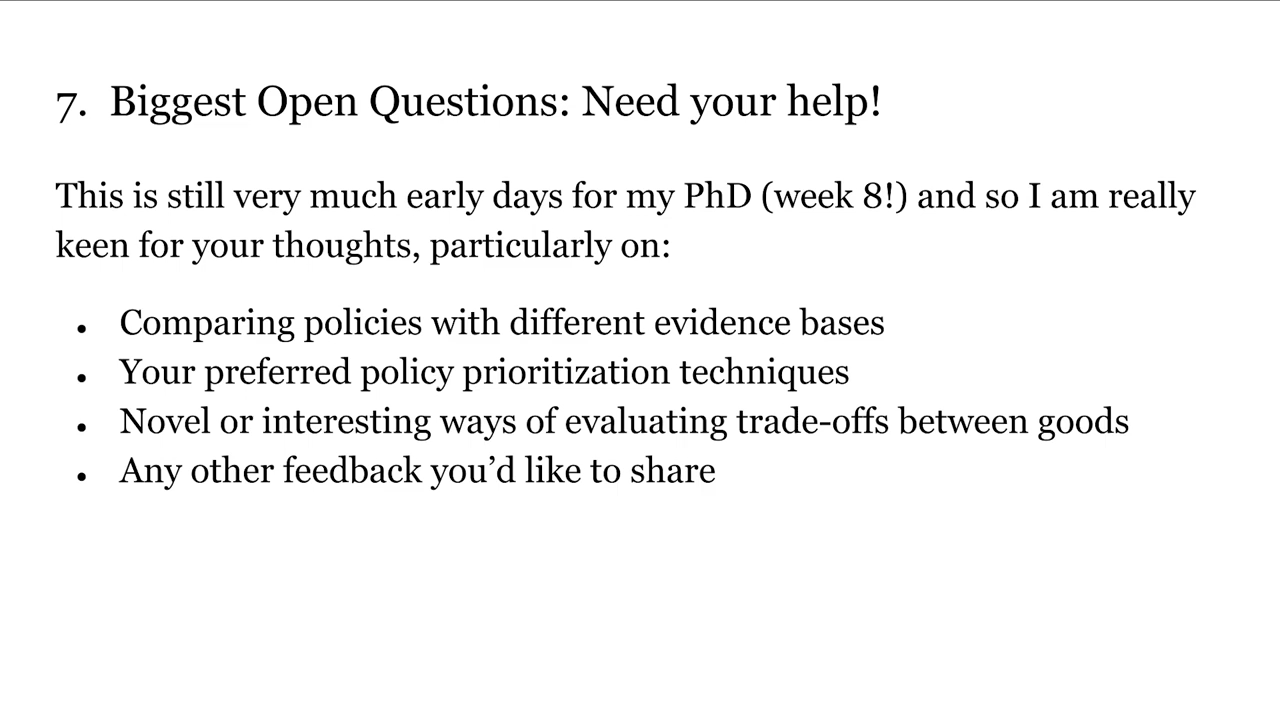 7. Biggest Open Questions: Need your help!
This is still very much early days for my PhD (week 8!) and so I am really
keen for your thoughts, particularly on:
• Comparing policies with different evidence bases
• Your preferred policy prioritization techniques
• Novel or interesting ways of evaluating trade-offs between goods
• Any other feedback you’d like to share